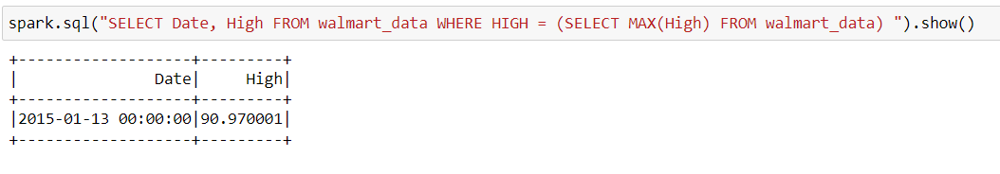 spark.sql("SELECT Date, High FROM walmart_data WHERE HIGH = (SELECT MAX(High) FROM walmart_data) ").show()
+-------------------+---------+
|               Date|     High|
+-------------------+---------+
|2015-01-13 00:00:00|90.970001|
+-------------------+---------+